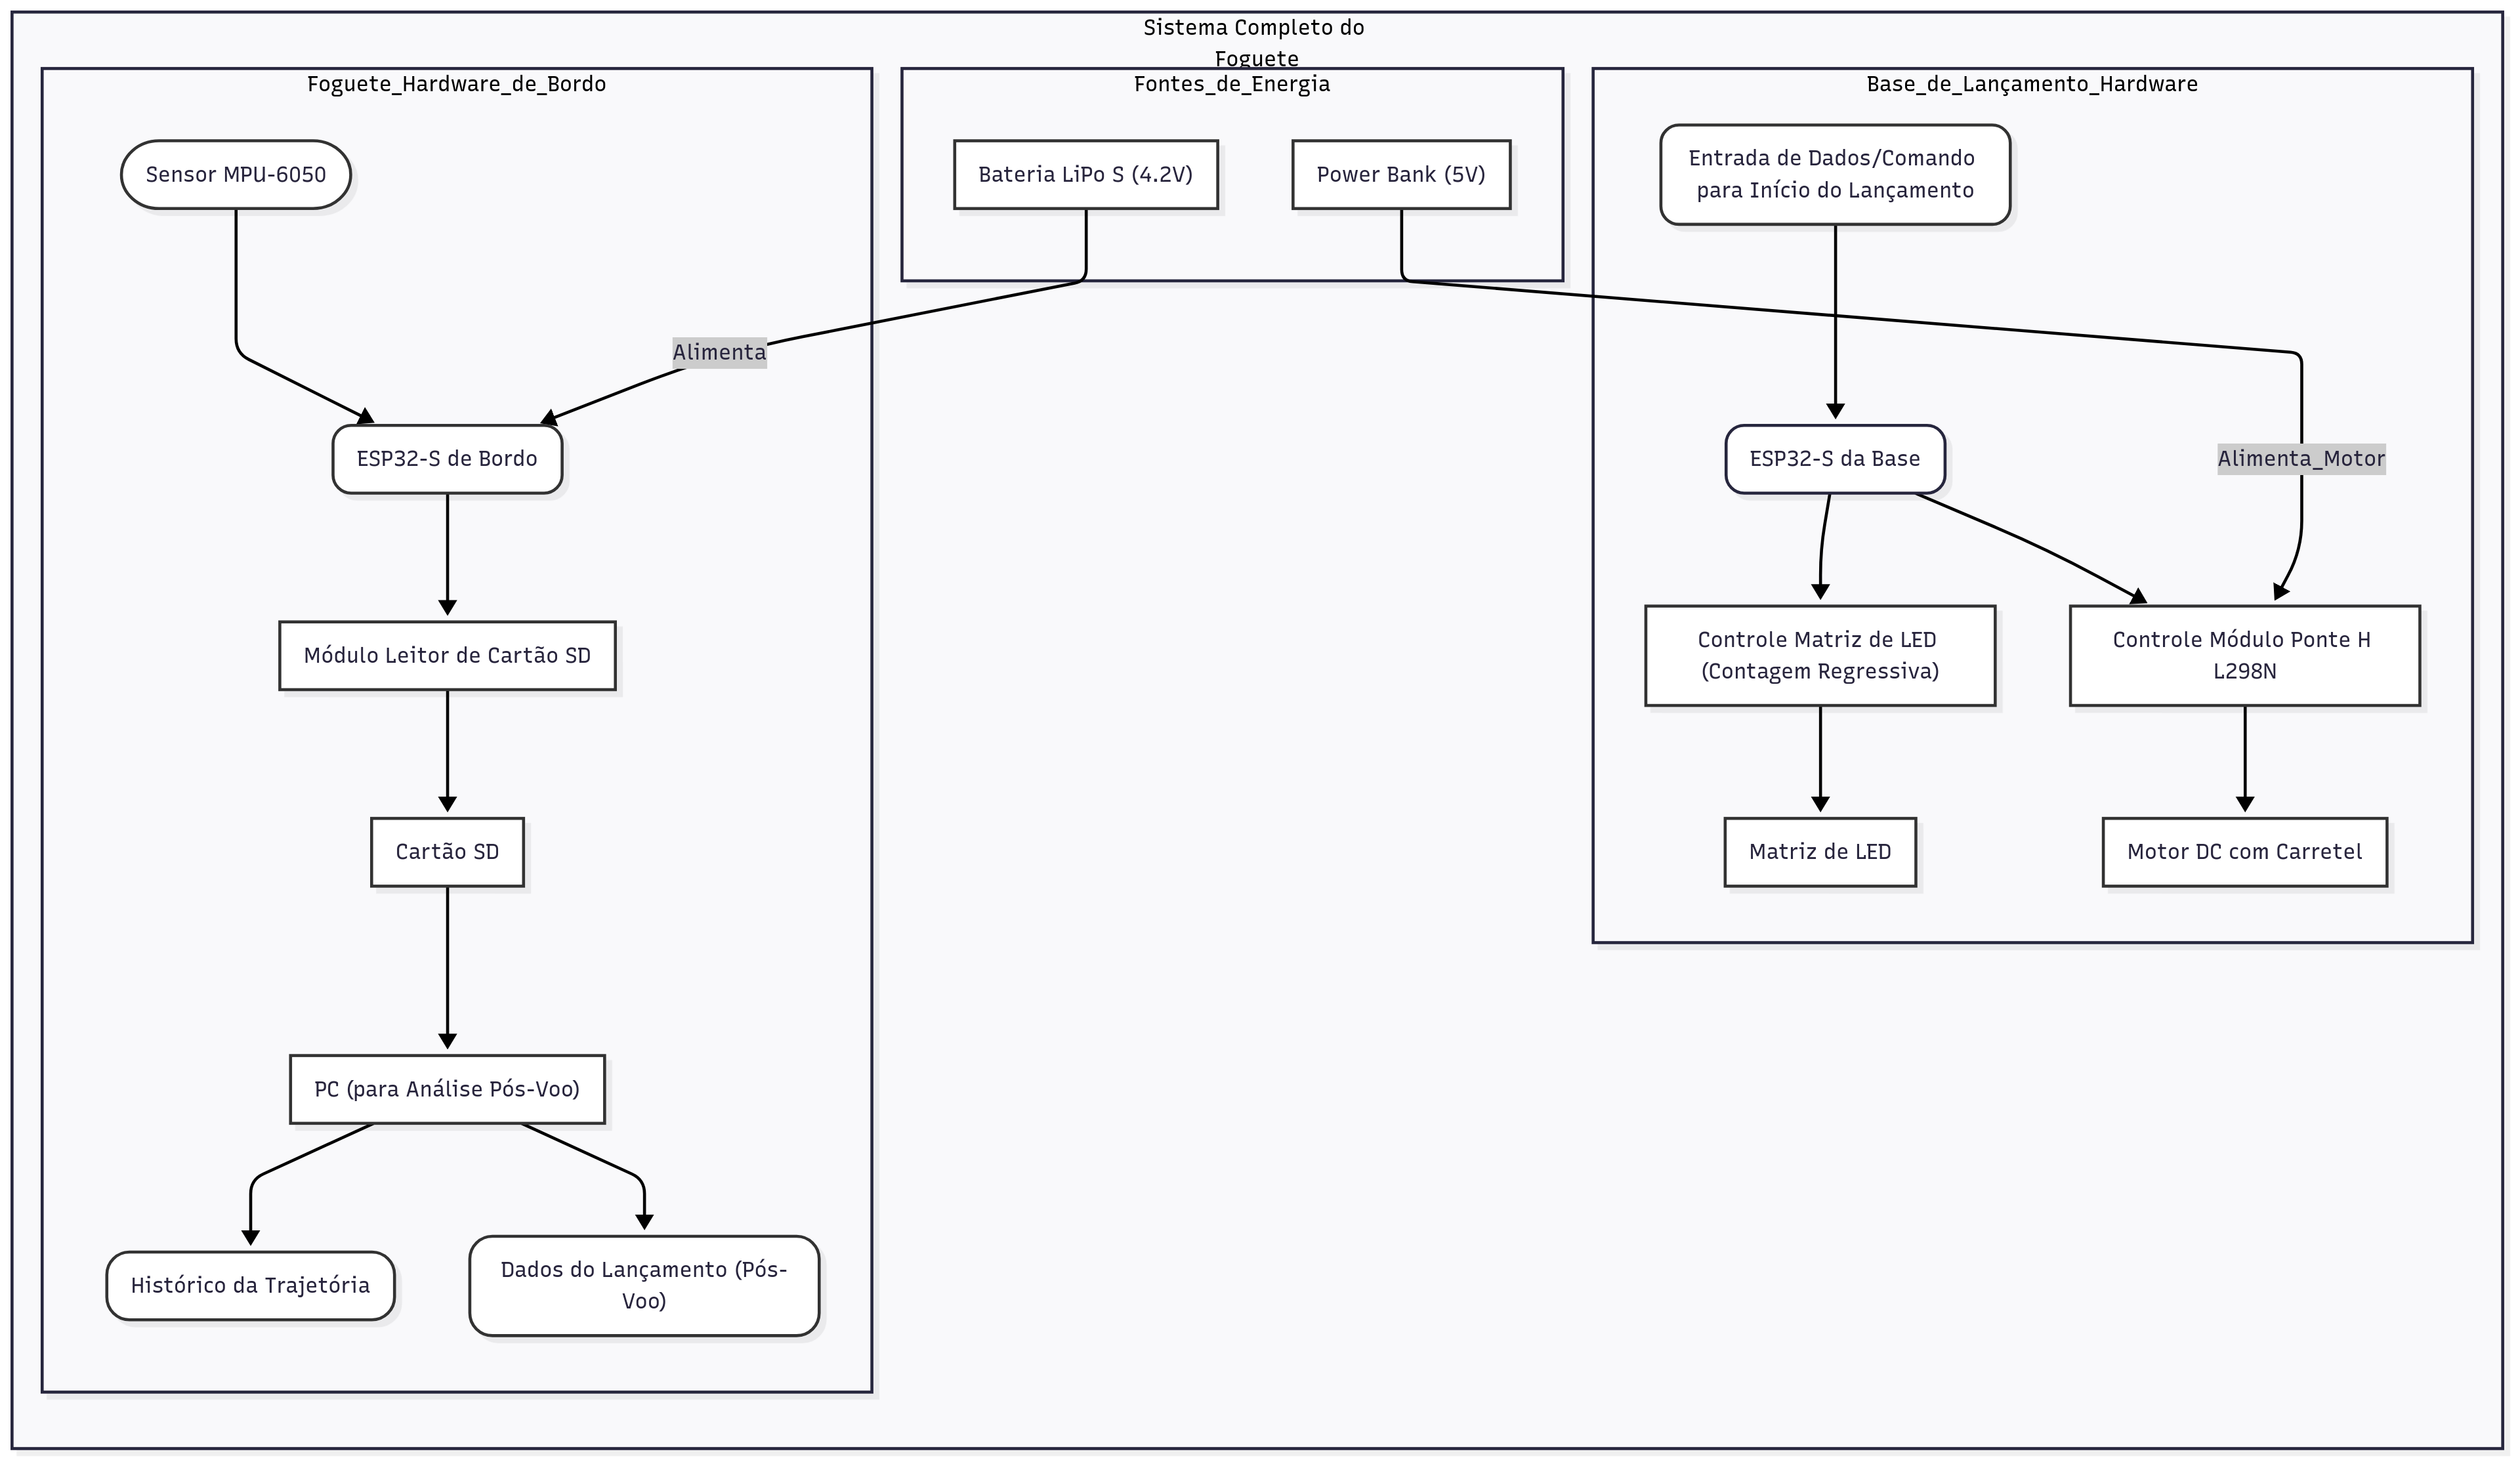 Sistema Completo do
Foguete
Foguete_Hardware_de_Bordo
Sensor MPU-6050
ESP32-S de Bordo
Módulo Leitor de Cartão SD
Cartão SD
PC (para Análise Pós-Voo)
Histórico da Trajetória
Dados do Lançamento (Pós-
Voo)
Fontes_de_Energia
Bateria LiPo S (4.2V)
Power Bank (5V)
Alimenta
Base_de_Lançamento_Hardware
Entrada de Dados/Comando
para Início do Lançamento
ESP32-S da Base
Alimenta_Motor
Controle Matriz de LED
(Contagem Regressiva)
Controle Módulo Ponte H
L298N
Matriz de LED
Motor DC com Carretel